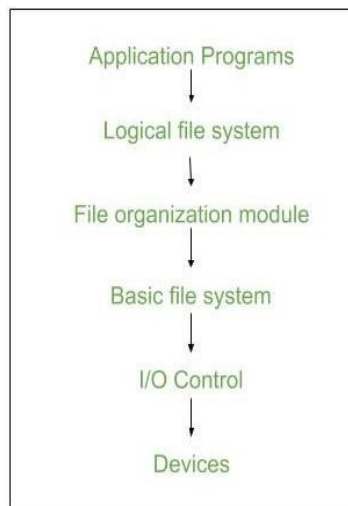 Application Programs
Logical file system
File organization module
Basic file system
I/O Control
Devices